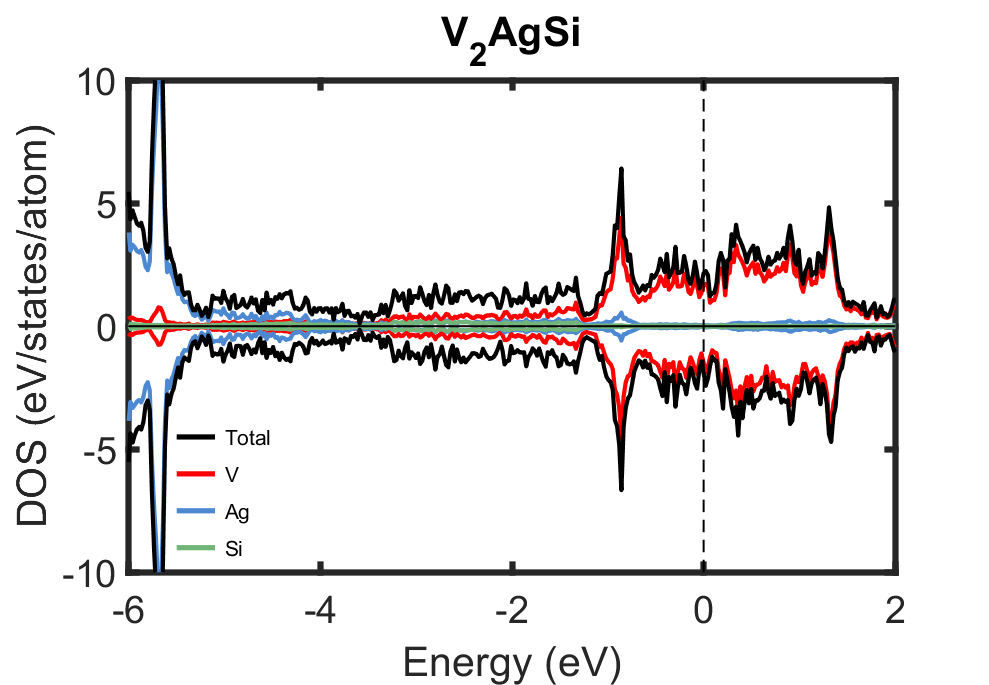 V₂AgSi
DOS (eV/states/atom)
10
5
0
-5
-10
Total
V
Ag
Si
-6
-4
-2
0
2
Energy (eV)